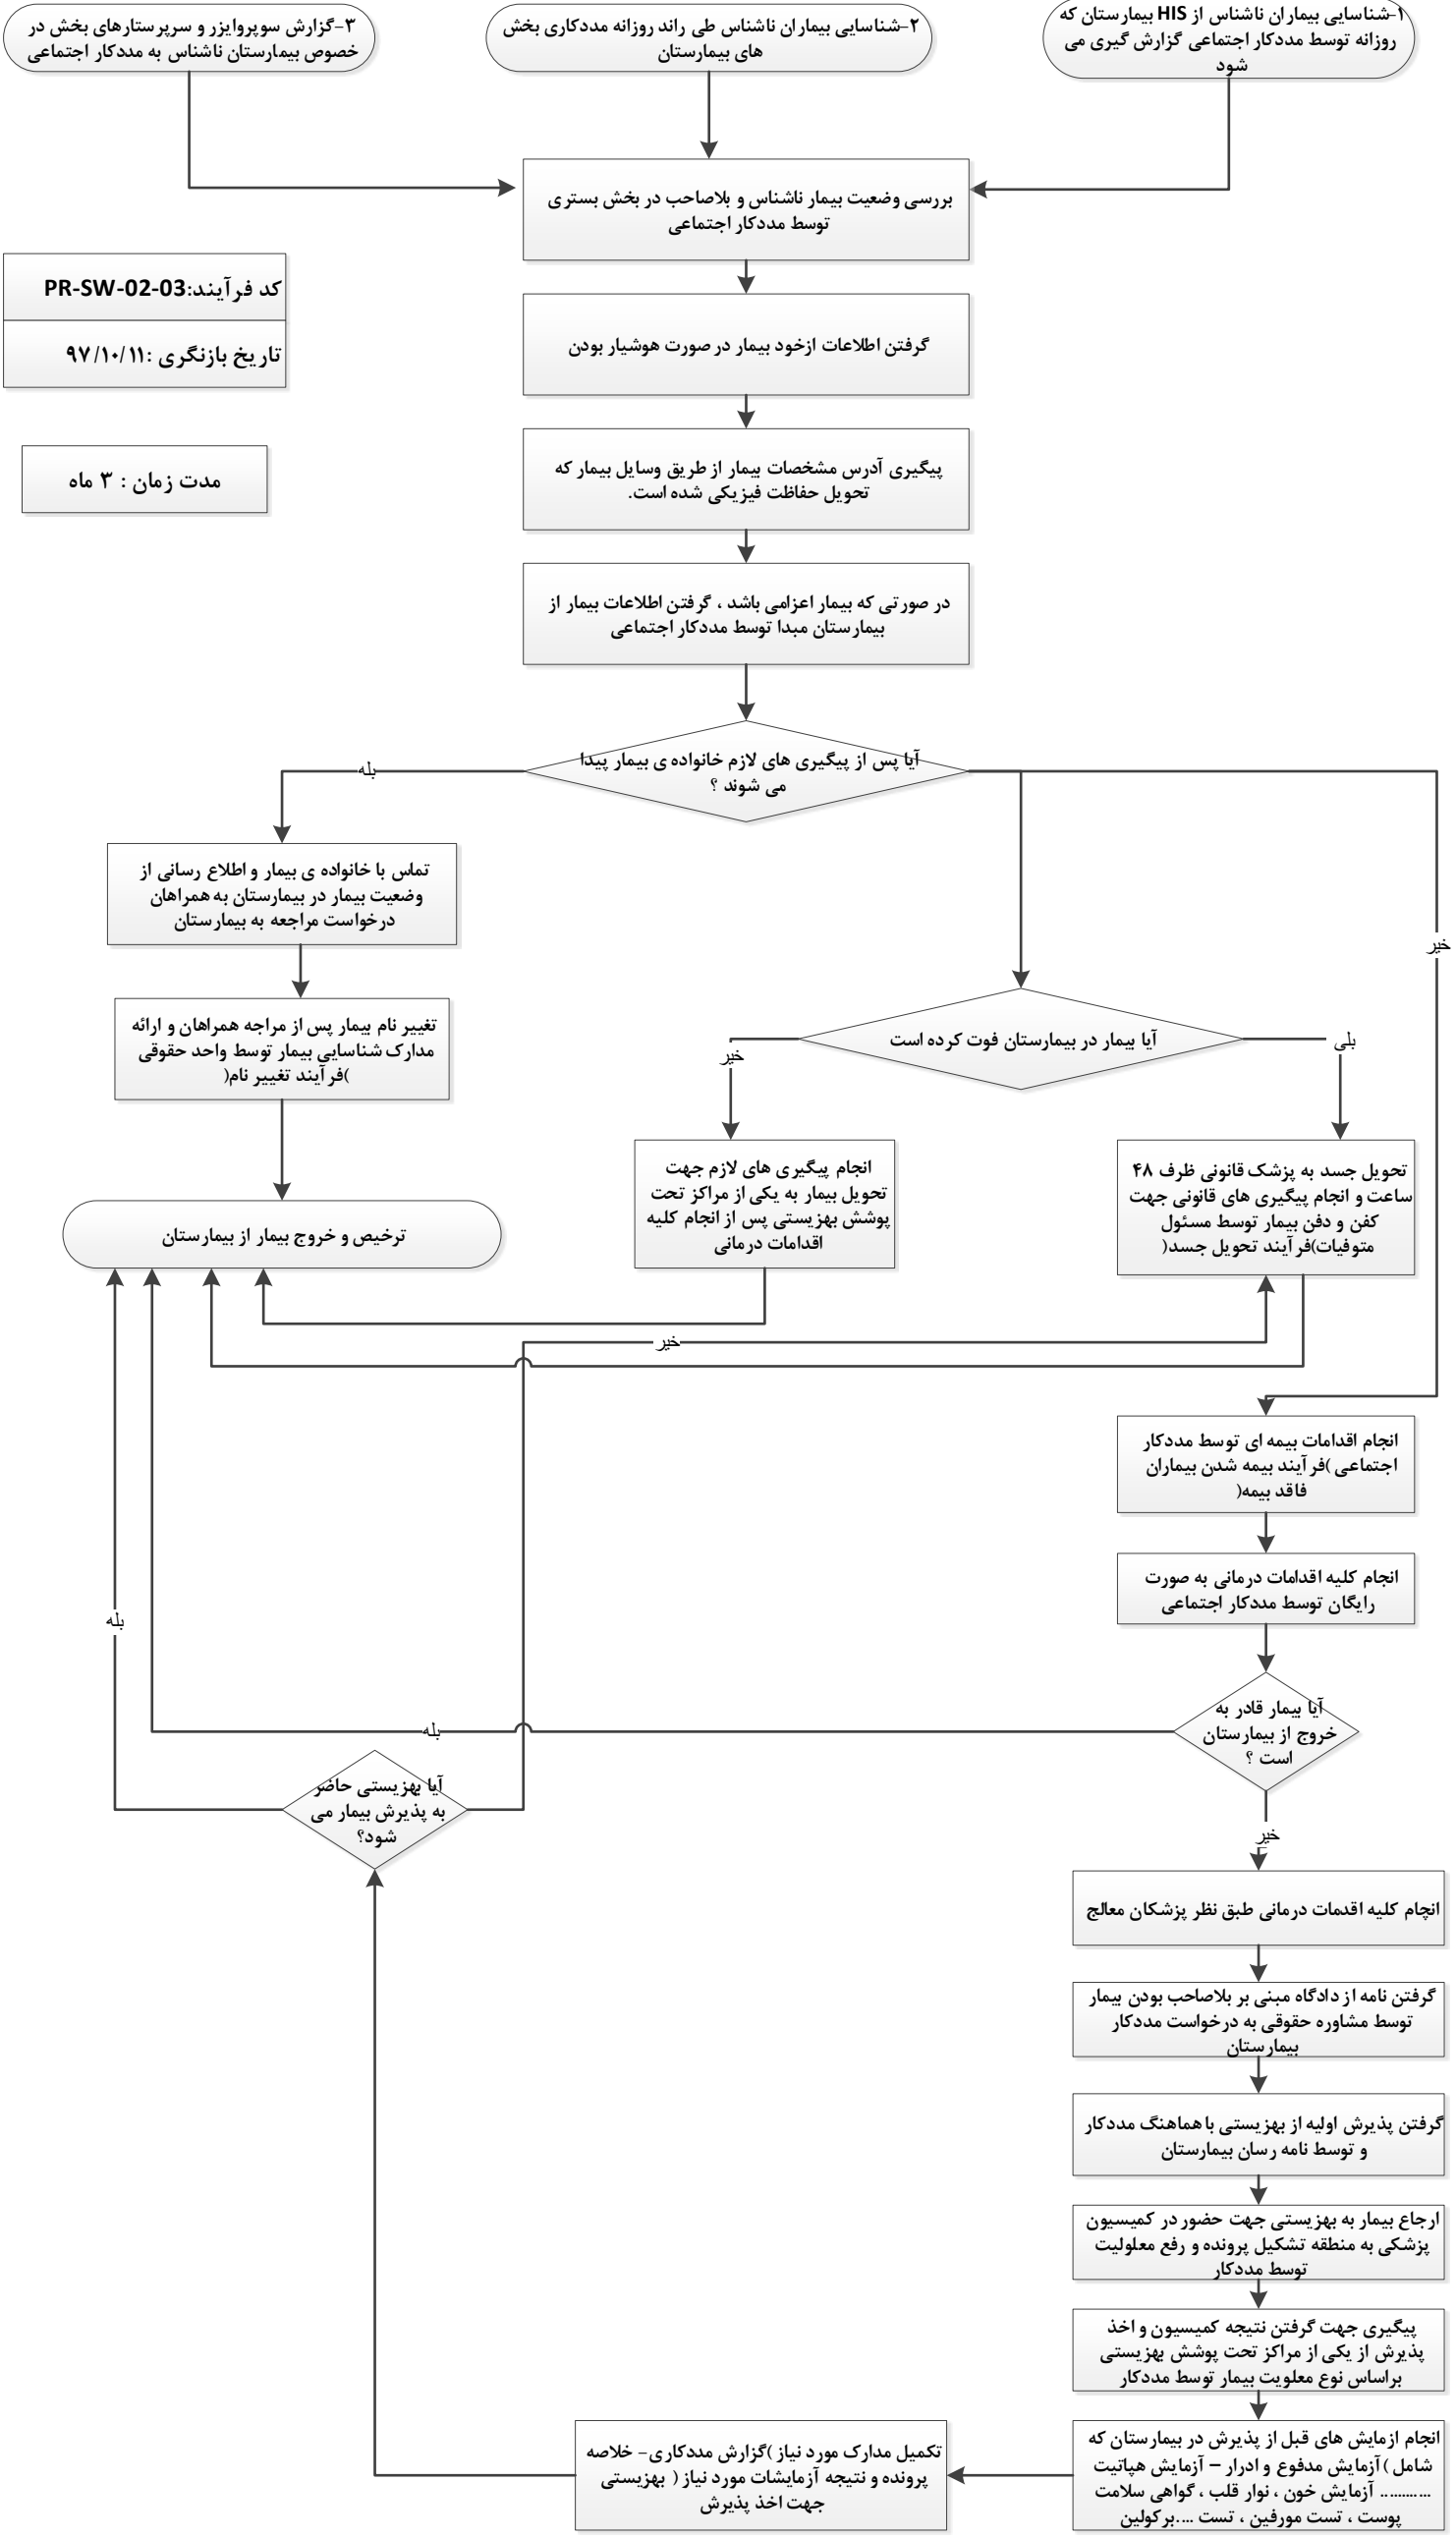 ۱-شناسایی بیماران ناشناس از HIS بیمارستان که
روزانه توسط مددکار اجتماعی گزارش گیری می
شود
۲-شناسایی بیماران ناشناس طی راند روزانه مددکاری بخش
های بیمارستان
۳-گزارش سوپروایزر و سرپرستارهای بخش در
خصوص بیمارستان ناشناس به مددکار اجتماعی
بررسی وضعیت بیمار ناشناس و بلاصاحب در بخش بستری
توسط مددکار اجتماعی
کد فرآیند:PR-SW-02-03
تاریخ بازنگری :۹۷/۱۰/۱۱
مدت زمان : ۳ ماه
گرفتن اطلاعات ازخود بیمار در صورت هوشیار بودن
پیگیری آدرس مشخصات بیمار از طریق وسایل بیمار که
تحویل حفاظت فیزیکی شده است.
در صورتی که بیمار اعزامی باشد ، گرفتن اطلاعات بیمار از
بیمارستان مبدا توسط مددکار اجتماعی
آیا پس از پیگیری های لازم خانواده ی بیمار پیدا
می شوند ؟
بله
خیر
تماس با خانواده ی بیمار و اطلاع رسانی از
وضعیت بیمار در بیمارستان به همراهان
درخواست مراجعه به بیمارستان
تغییر نام بیمار پس از مراجه همراهان و ارائه
مدارک شناسایی بیمار توسط واحد حقوقی
)فرآیند تغییر نام(
ترخیص و خروج بیمار از بیمارستان
آیا بیمار در بیمارستان فوت کرده است
بلی
خیر
تحویل جسد به پزشک قانونی ظرف ۴۸
ساعت و انجام پیگیری های قانونی جهت
کفن و دفن بیمار توسط مسئول
متوفیات)فرآیند تحویل جسد(
انجام پیگیری های لازم جهت
تحویل بیمار به یکی از مراکز تحت
پوشش بهزیستی پس از انجام کلیه
اقدامات درمانی
خیر
انجام اقدامات بیمه ای توسط مددکار
اجتماعی )فرآیند بیمه شدن بیماران
فاقد بیمه(
انجام کلیه اقدامات درمانی به صورت
رایگان توسط مددکار اجتماعی
آیا بیمار قادر به
خروج از بیمارستان
است ؟
بله
خیر
بله
آیا بهزیستی حاضر
به پذیرش بیمار می
شود؟
انچام کلیه اقدمات درمانی طبق نظر پزشکان معالج
گرفتن نامه از دادگاه مبنی بر بلاصاحب بودن بیمار
توسط مشاوره حقوقی به درخواست مددکار
بیمارستان
گرفتن پذیرش اولیه از بهزیستی با هماهنگ مددکار
و توسط نامه رسان بیمارستان
ارجاع بیمار به بهزیستی جهت حضور در کمیسیون
پزشکی به منطقه تشکیل پرونده و رفع معلولیت
توسط مددکار
پیگیری جهت گرفتن نتیجه کمیسیون و اخذ
پذیرش از یکی از مراکز تحت پوشش بهزیستی
براساس نوع معلویت بیمار توسط مددکار
انجام ازمایش های قبل از پذیرش در بیمارستان که
شامل )آزمایش مدفوع و ادرار – آزمایش هپاتیت
........... آزمایش خون ، نوار قلب ، گواهی سلامت
پوست ، تست مورفین ، تست ....برکولین
تکمیل مدارک مورد نیاز )گزارش مددکاری- خلاصه
پرونده و نتیجه آزمایشات مورد نیاز ( بهزیستی
جهت اخذ پذیرش